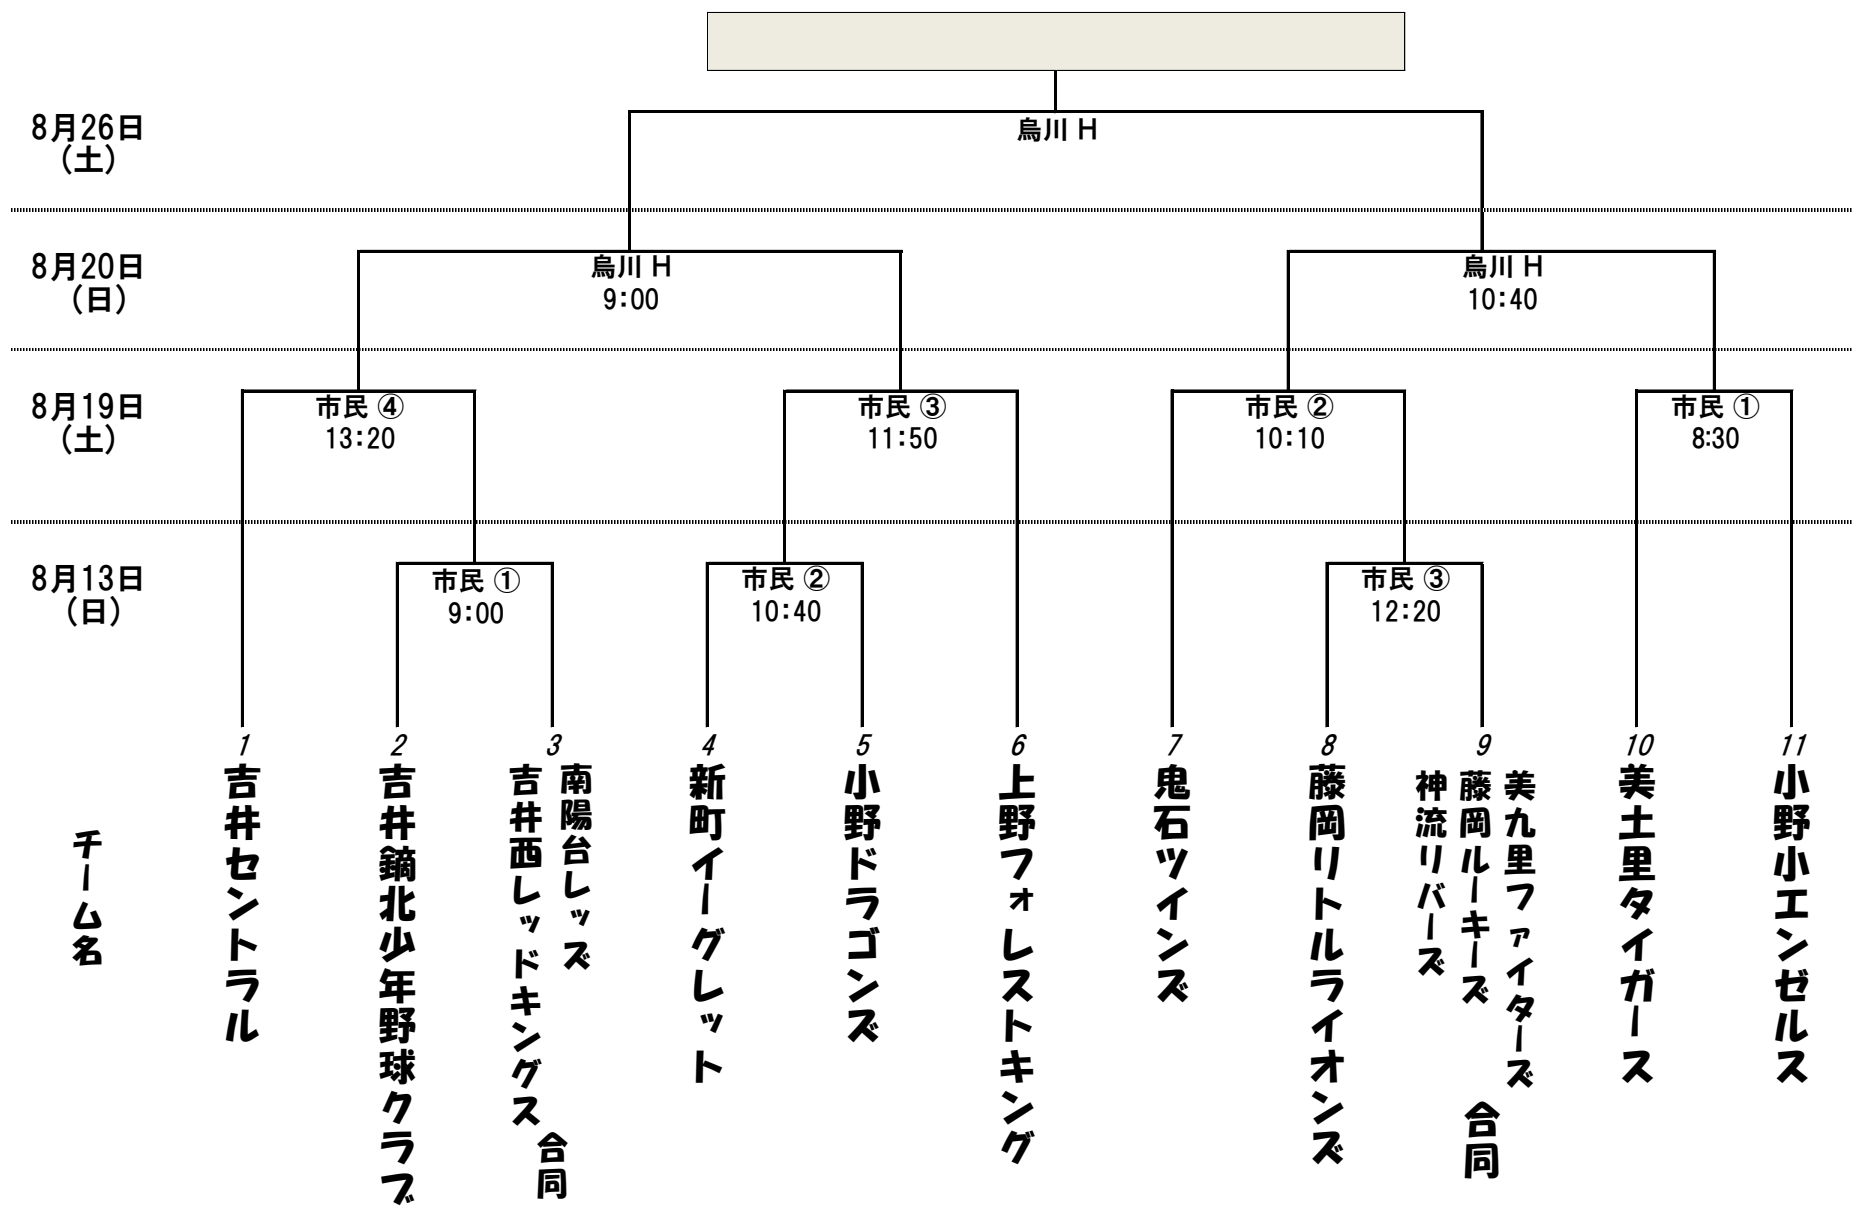 8月26日
(土)
烏川 H
8月20日
(日)
烏川 H
9:00
烏川 H
10:40
8月19日
(土)
市民 ④
13:20
市民 ③
11:50
市民 ②
10:10
市民 ①
8:30
8月13日
(日)
市民 ①
9:00
市民 ②
10:40
市民 ③
12:20
チーム名
1
吉井セントラル
2
吉井鏑北少年野球クラブ
3
南陽台レッズ
吉井西レッドキングス
合同
4
新町イーグレット
5
小野ドラゴンズ
6
上野フォレストキング
7
鬼石ツインズ
8
藤岡リトルライオンズ
9
美九里ファイターズ
藤岡ルーキーズ
神流リバーズ
合同
10
美土里タイガース
11
小野小エンゼルス